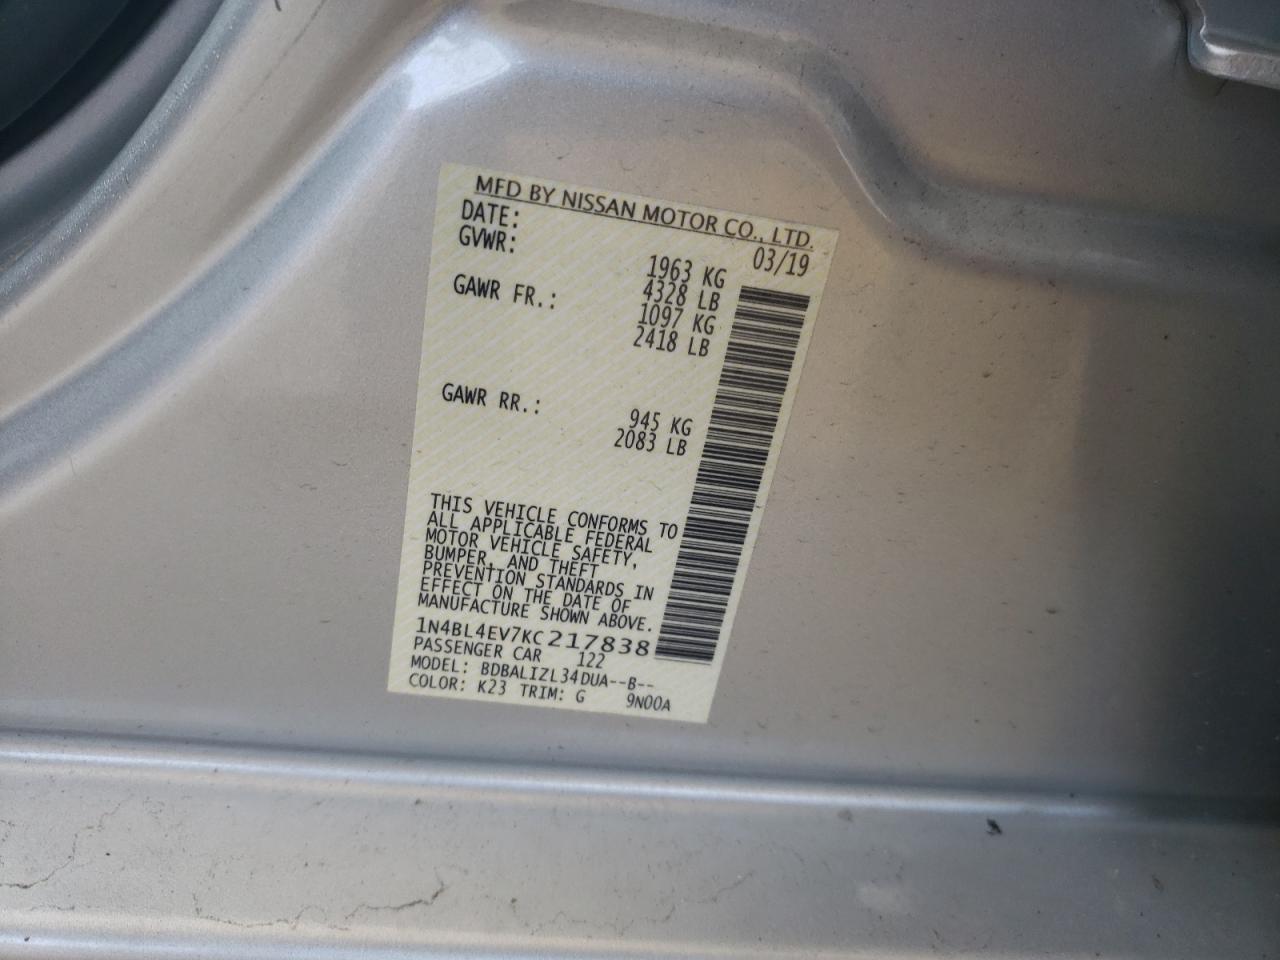 MFD BY NISSAN MOTOR CO., LTD.
DATE: 03/19
GVWR: 1963 KG
4328 LB
GAWR FR.: 1097 KG
2418 LB
GAWR RR.: 945 KG
2083 LB
THIS VEHICLE CONFORMS TO
ALL APPLICABLE FEDERAL
MOTOR VEHICLE SAFETY,
BUMPER, AND THEFT
PREVENTION STANDARDS IN
EFFECT ON THE DATE OF
MANUFACTURE SHOWN ABOVE.
1N4BL4EV7KC217838
PASSENGER CAR 122
MODEL: BDBALIZL34DUA--B--
COLOR: K23 TRIM: G 9N00A